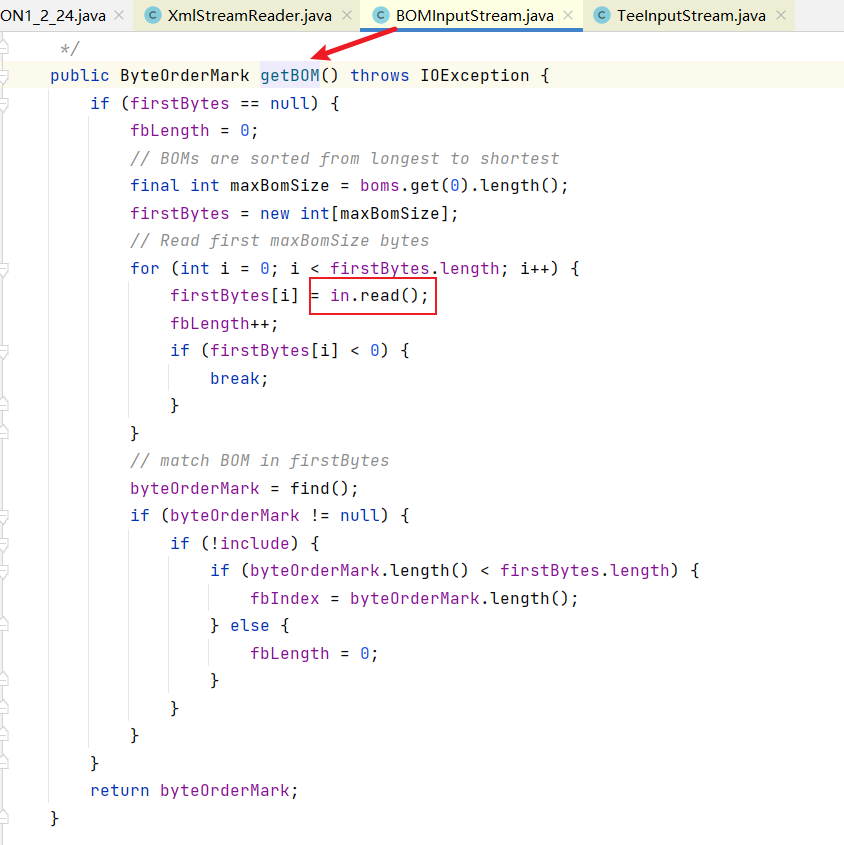 ON1_2_24.java × C XmlStreamReader.java × C BOMInputStream.java × C TeeInputStream.java ×
*/
public ByteOrderMark getBOM() throws IOException {
if (firstBytes == null) {
fbLength = 0;
// BOMs are sorted from longest to shortest
final int maxBomSize = boms.get(0).length();
firstBytes = new int[maxBomSize];
// Read first maxBomSize bytes
for (int i = 0; i < firstBytes.length; i++) {
firstBytes[i] = in.read();
fbLength++;
if (firstBytes[i] < 0) {
break;
}
}
// match BOM in firstBytes
byteOrderMark = find();
if (byteOrderMark != null) {
if (!include) {
if (byteOrderMark.length() < firstBytes.length) {
fbIndex = byteOrderMark.length();
} else {
fbLength = 0;
}
}
}
}
return byteOrderMark;
}